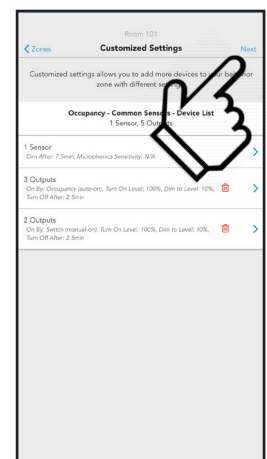 Room 101
Zones
Customized Settings
Next
Customized settings allows you to add more devices to your
zone with different
Occupancy - Common - Device List
1 Sensor, 5
1 Sensor
Dim After: 7.5min, Microphonics Sensitivity: N/A
3 Outputs
On By: Occupancy (auto-on), Turn On Level: 100%, Dim to Level: 10%,
Turn Off After: 2.5min
2 Outputs
On By: Switch (manual-on), Turn On Level: 100%, Dim to Level: 10%,
Turn Off After: 2.5min